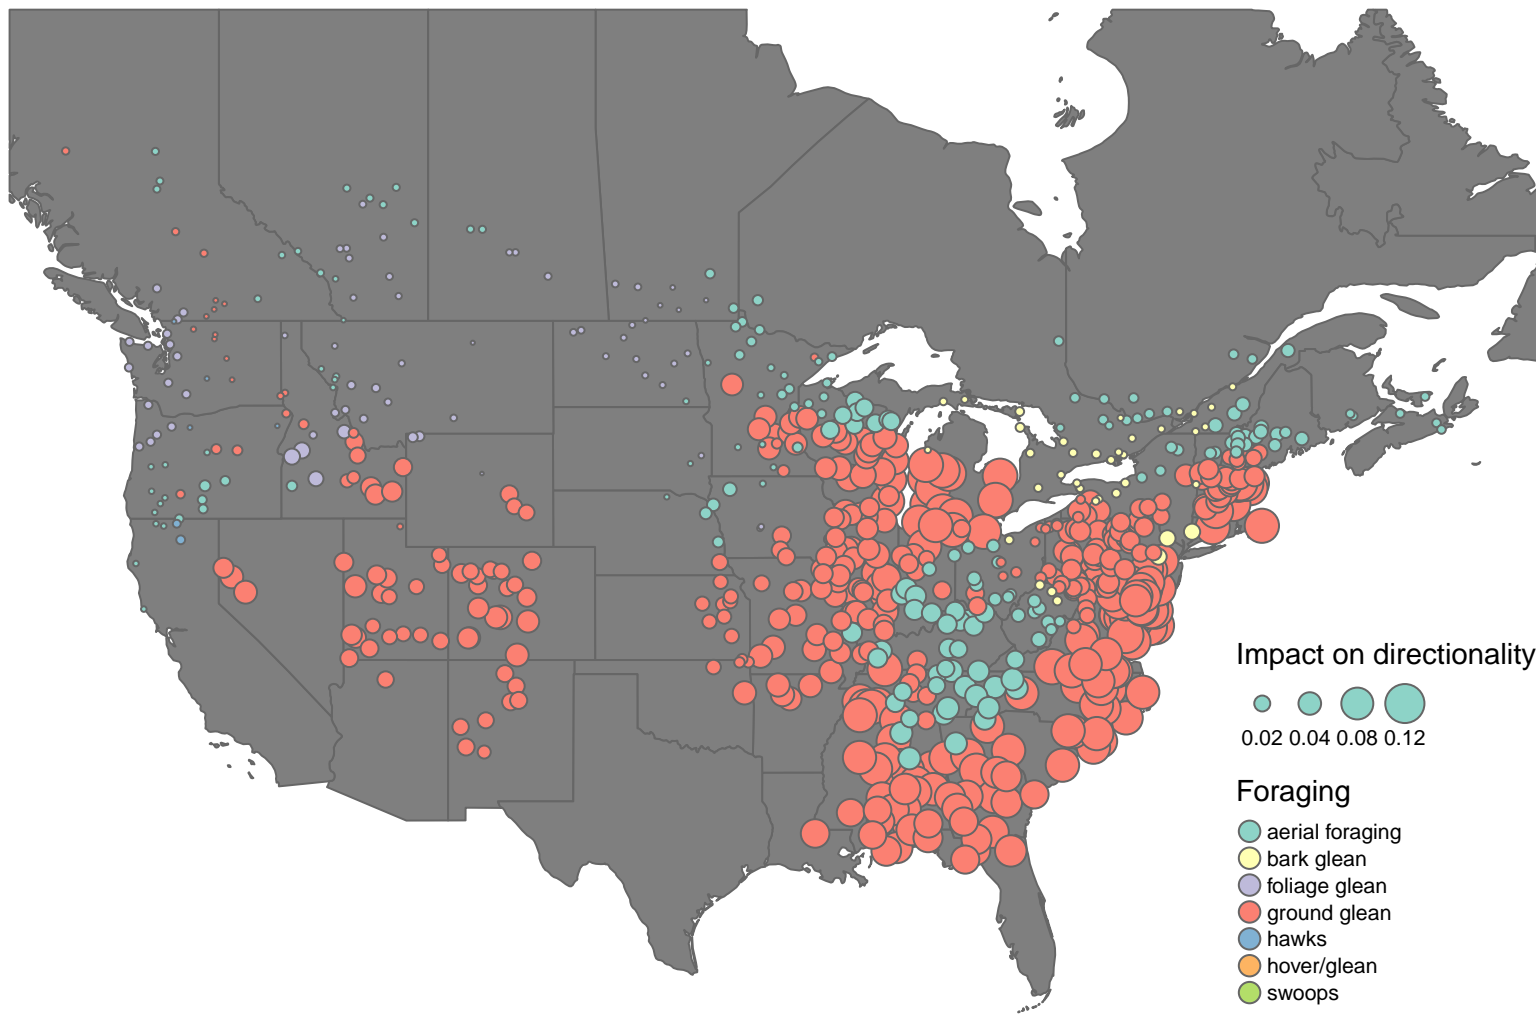 Impact on directionality
0.02 0.04 0.08 0.12
Foraging
aerial foraging
bark glean
foliage glean
ground glean
hawks
hover/glean
swoops